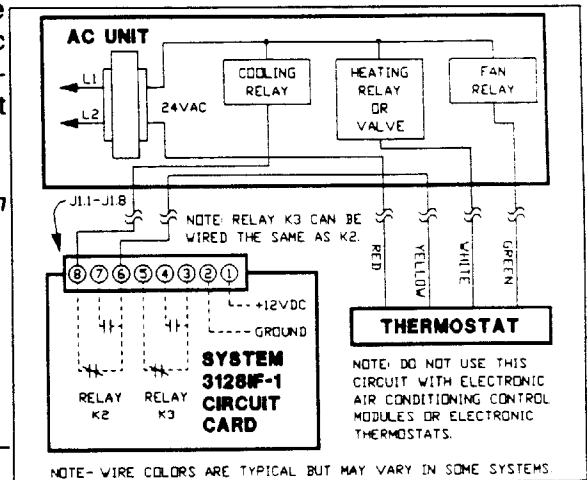 AC UNIT
L1
L2
24VAC
COOLING
RELAY
HEATING
RELAY
OR
VALVE
FAN
RELAY
J1.1-J1.8
NOTE: RELAY K3 CAN BE
WIRED THE SAME AS K2.
RED
YELLOW
WHITE
GREEN
8 7 6 5 4 3 2 1
+12VDC
GROUND
RELAY
K2
RELAY
K3
SYSTEM
3128IF-1
CIRCUIT
CARD
THERMOSTAT
NOTE: DO NOT USE THIS
CIRCUIT WITH ELECTRONIC
AIR CONDITIONING CONTROL
MODULES OR ELECTRONIC
THERMOSTATS.
NOTE- WIRE COLORS ARE TYPICAL BUT MAY VARY IN SOME SYSTEMS.